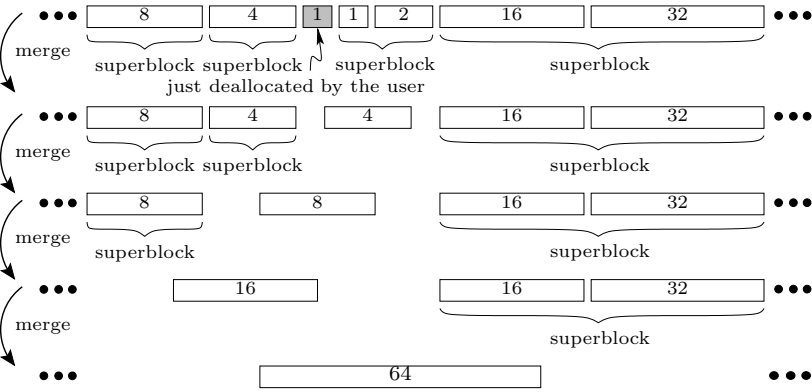 ••• 8 4 1 1 2 16 32 •••
merge
superblock superblock superblock superblock
just deallocated by the user
••• 8 4 4 16 32 •••
merge
superblock superblock superblock
••• 8 8 16 32 •••
merge
superblock superblock
••• 16 16 32 •••
merge
superblock
••• 64 •••